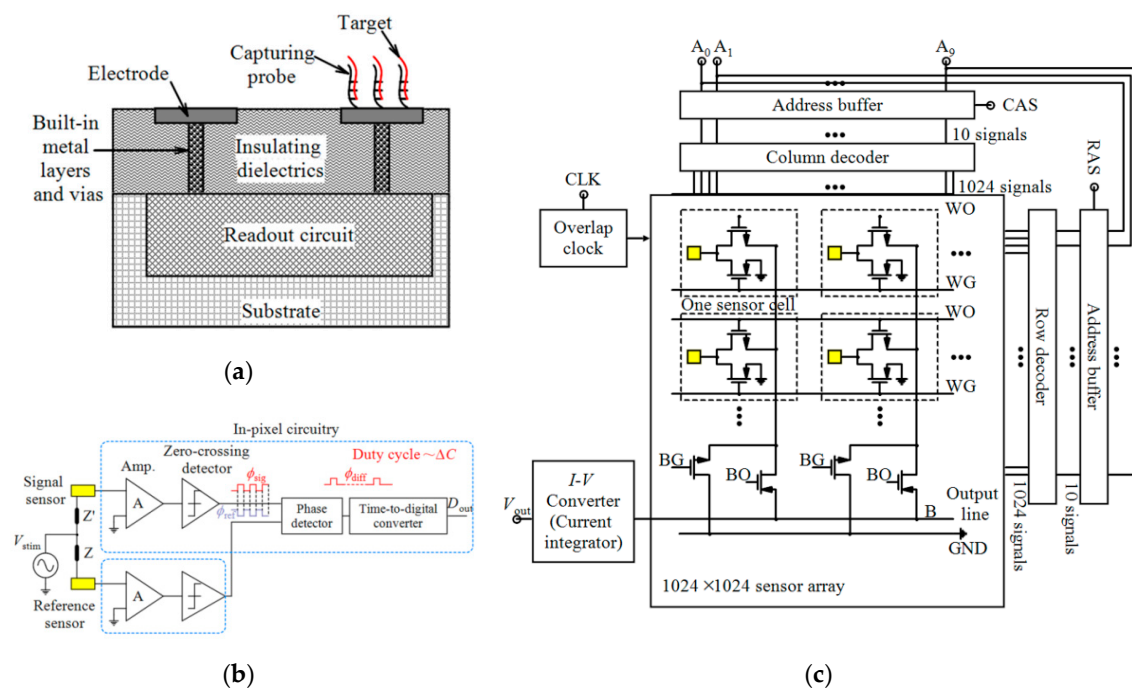 Target
Capturing
probe
Electrode
Built-in
metal
layers
and vias
Insulating
dielectrics
Readout circuit
Substrate
(a)
In-pixel circuitry
Zero-crossing
detector
Duty cycle ~ΔC
Amp.
Signal
sensor
ϕsig
ϕdiff
ϕref
A
Z'
Phase
detector
Time-to-digital
converter
Dout
Vstim
Z
A
Reference
sensor
(b)
A0 A1 A9
Address buffer
CAS
10 signals
Column decoder
1024 signals
RAS
CLK
Overlap
clock
WO
WG
One sensor cell
WO
WG
Row decoder
Address buffer
BG
BO
BG
BO
I-V
Converter
(Current
integrator)
Vout
B
Output
line
GND
1024 signals
10 signals
1024 ×1024 sensor array
(c)